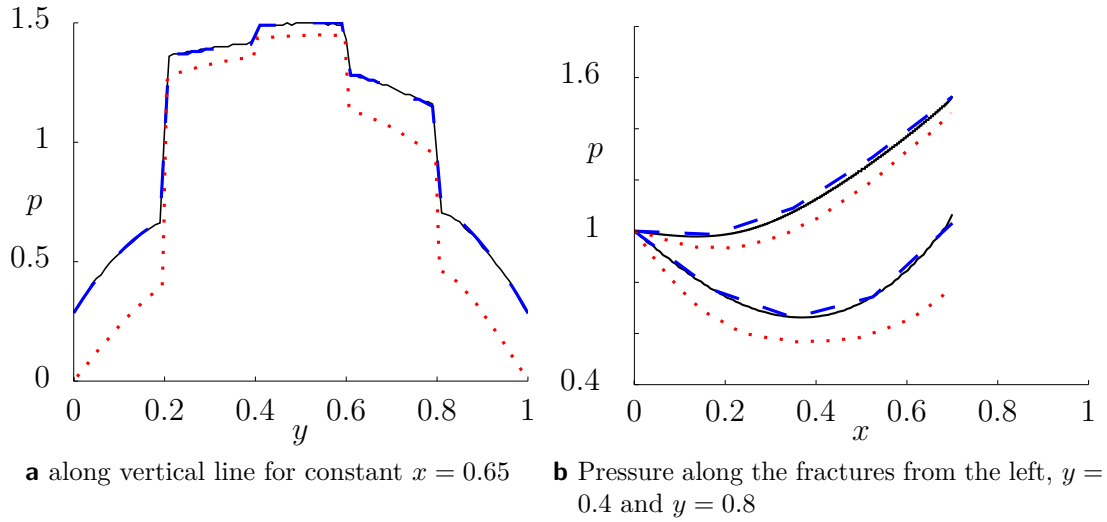 1.5
1
p
0.5
0
0 0.2 0.4 0.6 0.8 1
y
a along vertical line for constant x = 0.65
1.6
p
1
0.4
0 0.2 0.4 0.6 0.8 1
x
b Pressure along the fractures from the left, y =
0.4 and y = 0.8